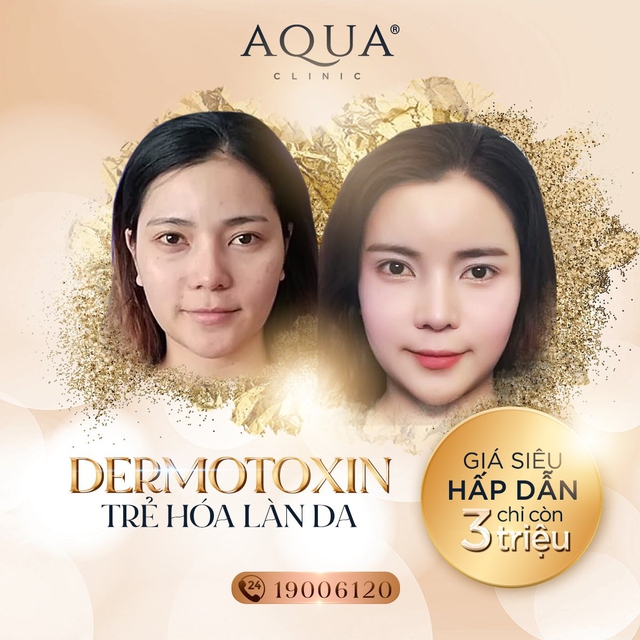 AQUA®
CLINIC
DERMOTOXIN
TRẺ HÓA LÀN DA
GIÁ SIÊU
HẤP DẪN
chỉ còn
3 triệu
24 19006120